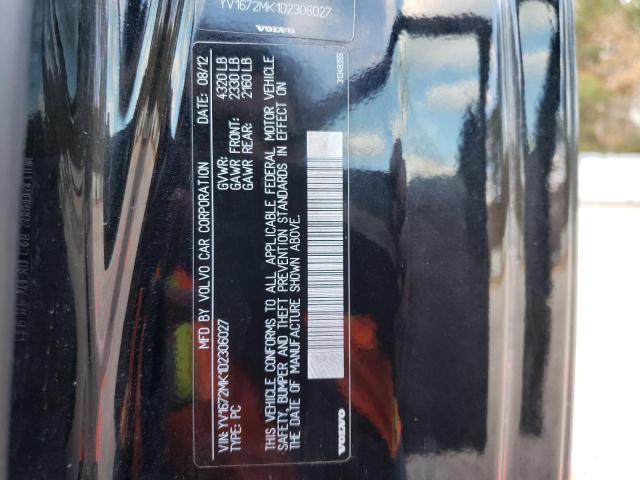 YV1672MK1D2306027
VOLVO
MFD BY VOLVO CAR CORPORATION DATE: 08/12
VIN: YV1672MK1D2306027 GVWR: 4320 LB
TYPE: PC GAWR FRONT: 2330 LB
GAWR REAR: 2160 LB
THIS VEHICLE CONFORMS TO ALL APPLICABLE FEDERAL MOTOR VEHICLE
SAFETY, BUMPER AND THEFT PREVENTION STANDARDS IN EFFECT ON
THE DATE OF MANUFACTURE SHOWN ABOVE.
VOLVO